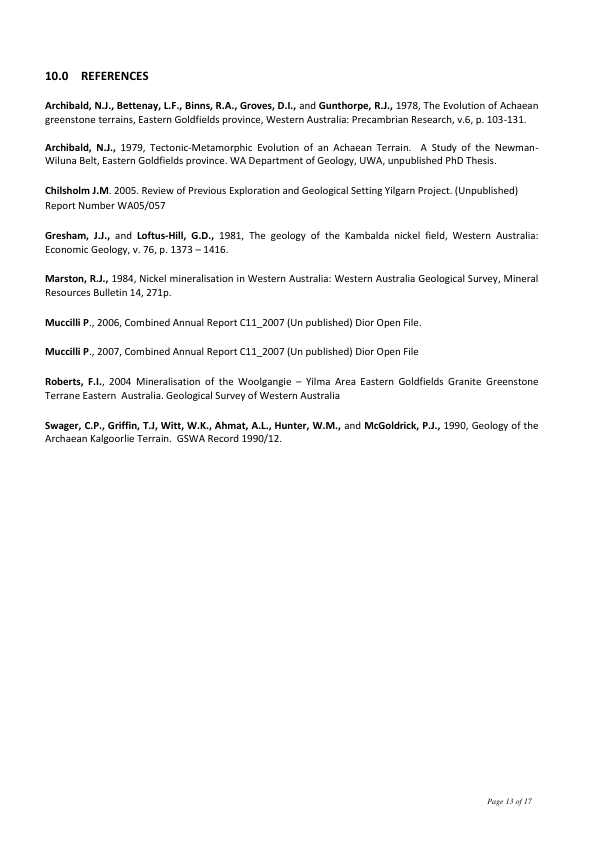 10.0 REFERENCES
Archibald, N.J., Bettenay, L.F., Binns, R.A., Groves, D.I., and Gunthorpe, R.J., 1978, The Evolution of Achaean
greenstone terrains, Eastern Goldfields province, Western Australia: Precambrian Research, v.6, p. 103-131.
Archibald, N.J., 1979, Tectonic-Metamorphic Evolution of an Achaean Terrain. A Study of the Newman-
Wiluna Belt, Eastern Goldfields province. WA Department of Geology, UWA, unpublished PhD Thesis.
Chilsholm J.M. 2005. Review of Previous Exploration and Geological Setting Yilgarn Project. (Unpublished)
Report Number WA05/057
Gresham, J.J., and Loftus-Hill, G.D., 1981, The geology of the Kambalda nickel field, Western Australia:
Economic Geology, v. 76, p. 1373 – 1416.
Marston, R.J., 1984, Nickel mineralisation in Western Australia: Western Australia Geological Survey, Mineral
Resources Bulletin 14, 271p.
Muccilli P., 2006, Combined Annual Report C11_2007 (Un published) Dior Open File.
Muccilli P., 2007, Combined Annual Report C11_2007 (Un published) Dior Open File
Roberts, F.I., 2004 Mineralisation of the Woolgangie – Yilma Area Eastern Goldfields Granite Greenstone
Terrane Eastern Australia. Geological Survey of Western Australia
Swager, C.P., Griffin, T.J, Witt, W.K., Ahmat, A.L., Hunter, W.M., and McGoldrick, P.J., 1990, Geology of the
Archaean Kalgoorlie Terrain. GSWA Record 1990/12.
Page 13 of 17